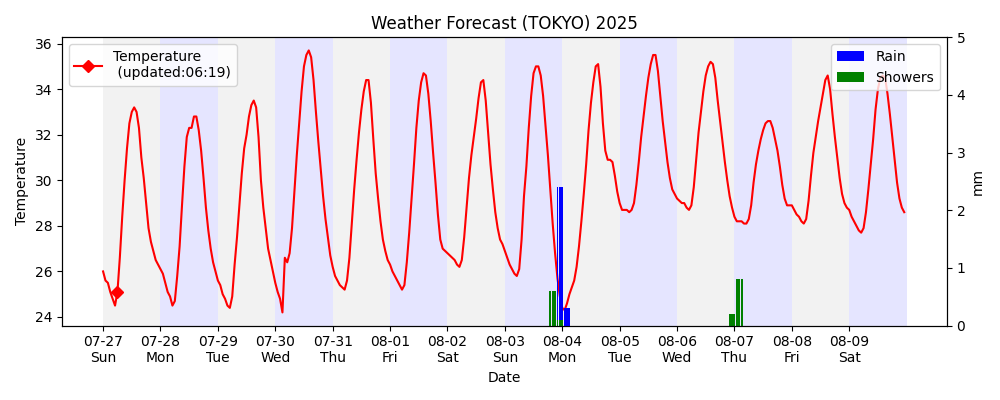 Weather Forecast (TOKYO) 2025
Temperature
(updated:06:19)
Rain
Showers
36
34
32
30
28
26
24
Temperature
5
4
3
2
1
0
mm
07-27 07-28 07-29 07-30 07-31 08-01 08-02 08-03 08-04 08-05 08-06 08-07 08-08 08-09
Sun Mon Tue Wed Thu Fri Sat Sun Mon Tue Wed Thu Fri Sat
Date